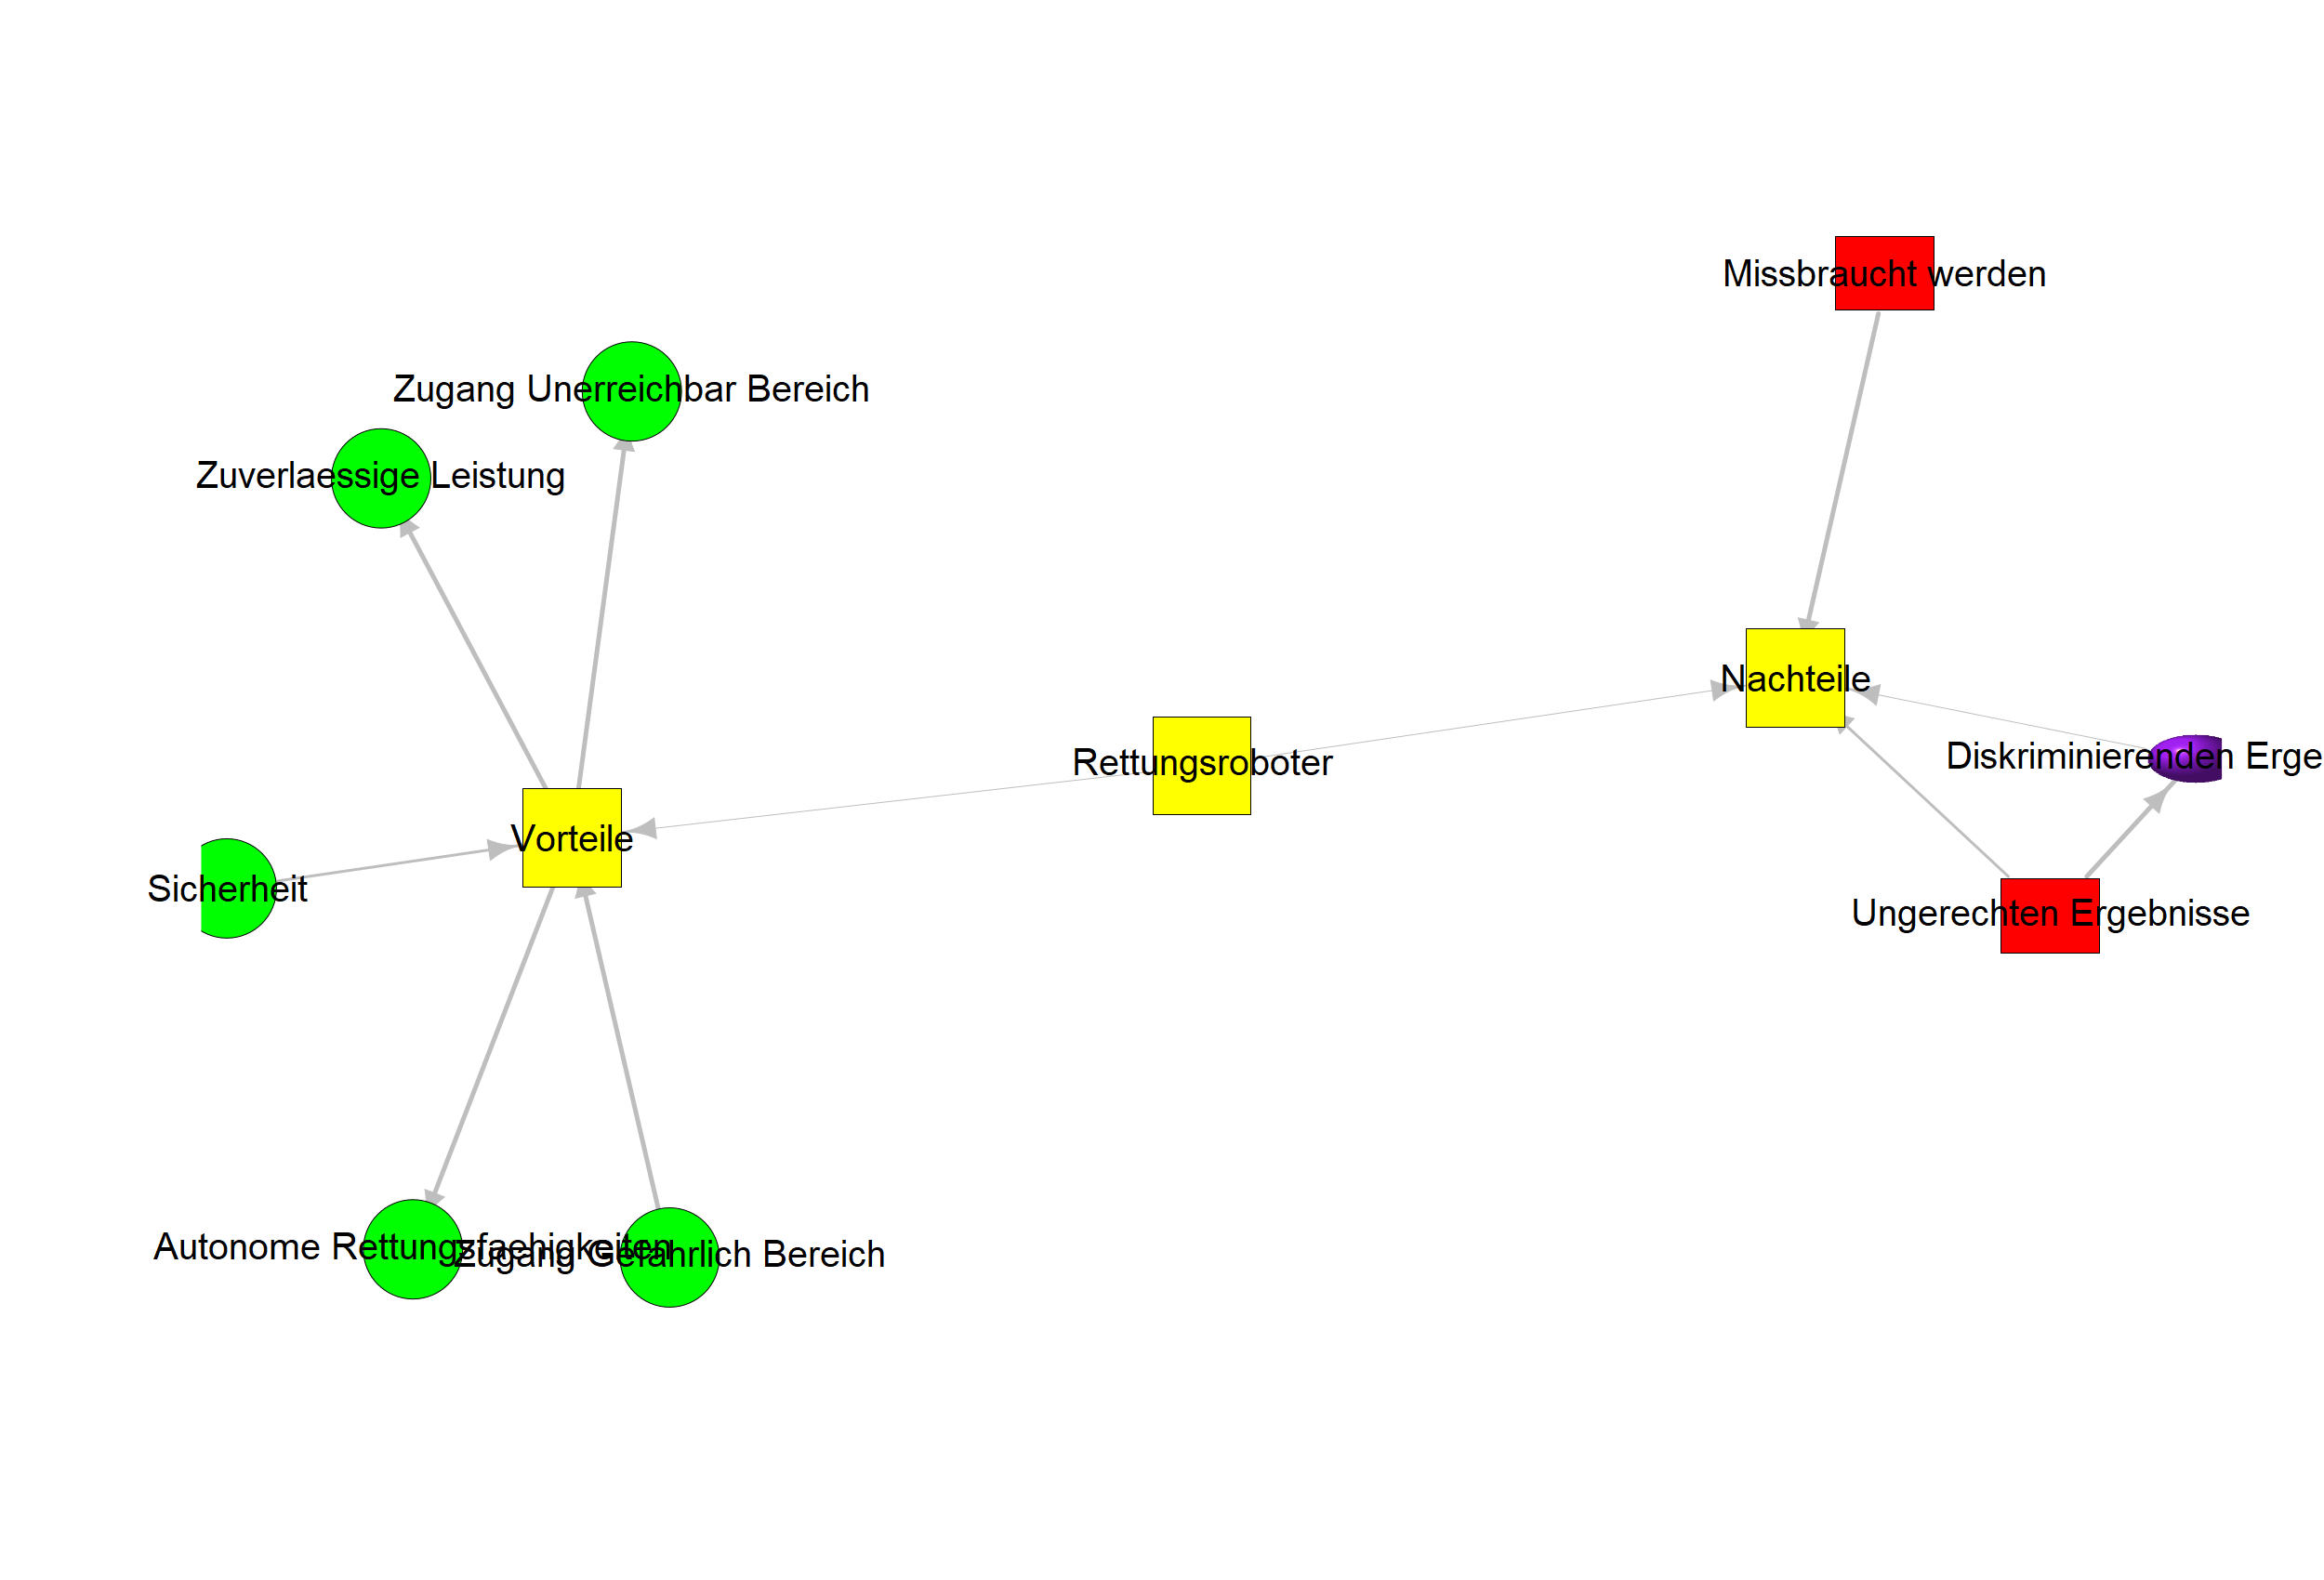 Missbraucht werden
Zugang Unerreichbar Bereich
Zuverlaessige Leistung
Nachteile
Rettungsroboter
Diskriminierenden Erge
Vorteile
Sicherheit
Ungerechten Ergebnisse
Autonome Rettungsfaehigkeiten
Zugang Gefahrlich Bereich